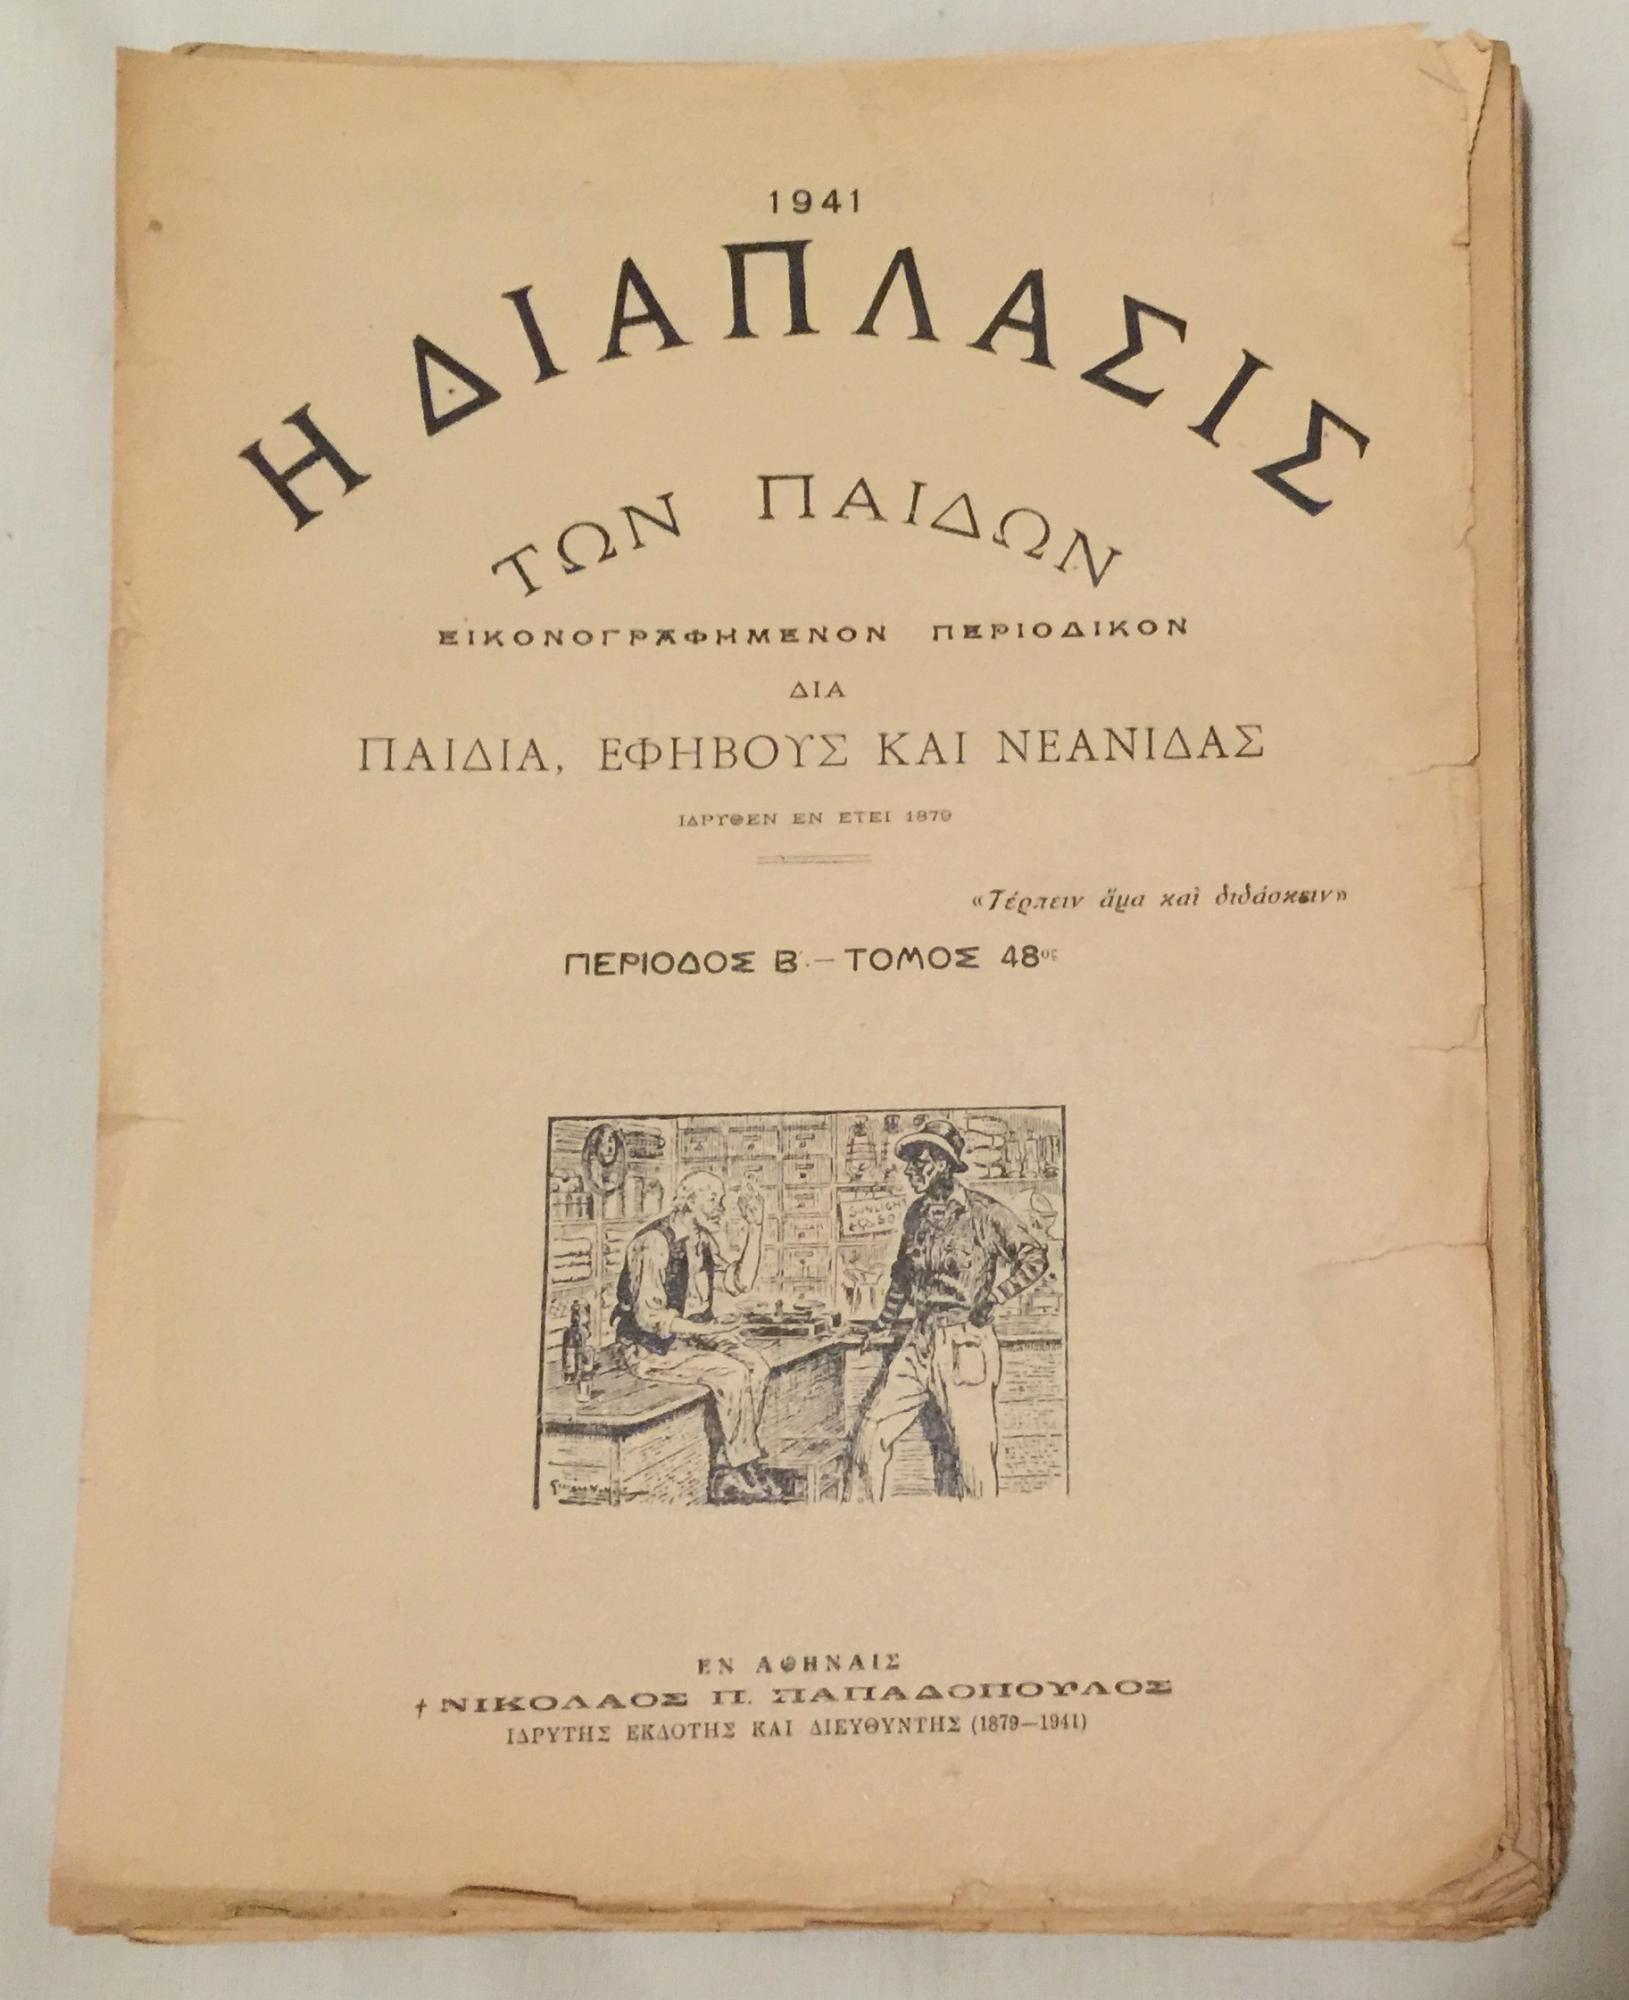 1941
Η ΔΙΑΠΛΑΣΙΣ
ΤΩΝ ΠΑΙΔΩΝ
ΕΙΚΟΝΟΓΡΑΦΗΜΕΝΟΝ ΠΕΡΙΟΔΙΚΟΝ
ΔΙΑ
ΠΑΙΔΙΑ, ΕΦΗΒΟΥΣ ΚΑΙ ΝΕΑΝΙΔΑΣ
ΙΔΡΥΘΕΝ ΕΝ ΕΤΕΙ 1879
«Τέρπειν ἅμα καὶ διδάσκειν»
ΠΕΡΙΟΔΟΣ Β΄.— ΤΟΜΟΣ 48ος
SUNLIGHT
ΕΝ ΑΘΗΝΑΙΣ
† ΝΙΚΟΛΑΟΣ Π. ΠΑΠΑΔΟΠΟΥΛΟΣ
ΙΔΡΥΤΗΣ ΕΚΔΟΤΗΣ ΚΑΙ ΔΙΕΥΘΥΝΤΗΣ (1879—1941)